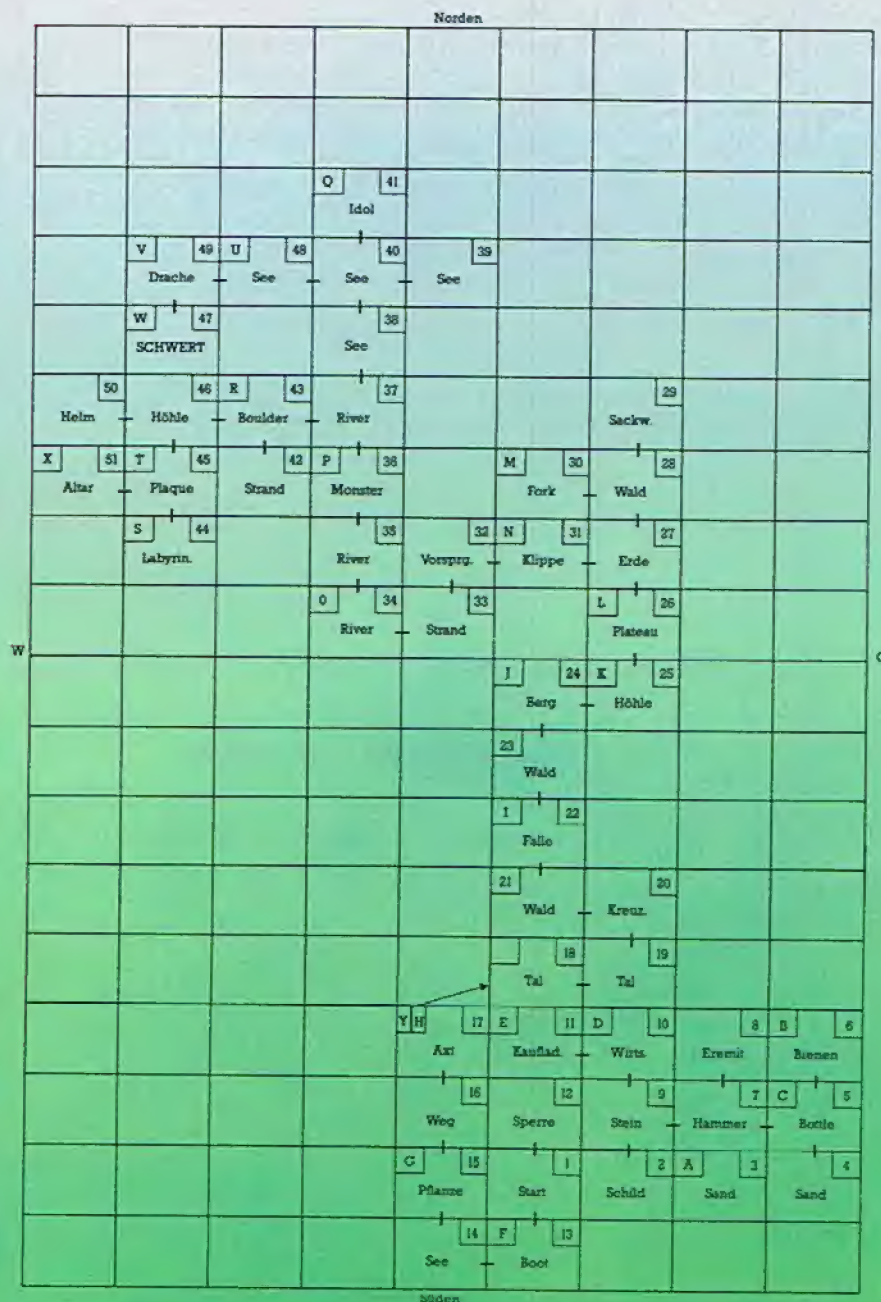 Norden
Q 41
Idol
V 49 U 48 40 39
Drache See See See
W 47 38
SCHWERT See
50 46 R 43 37 29
Helm Höhle Boulder River Sackw.
X 51 T 45 42 P 36 M 30 28
Altar Plaque Strand Monster Fork Wald
S 44 35 32 N 31 27
Labyrinn. River Vorsprg. Klippe Erde
O 34 33 L 26
River Strand Plateau
W
J 24 K 25
Berg Höhle
23
Wald
I 22
Falle
21 20
Wald Kreuz.
18 19
Tal Tal
Y H 17 E 11 D 10 8 B 6
Axt Kauflad. Wirts. Eremit Bienen
16 12 9 7 C 5
Weg Sperre Stein Hammer Bottle
G 15 1 2 A 3 4
Pflanze Start Schild Sand Sand
14 F 13
See Boot
Süden